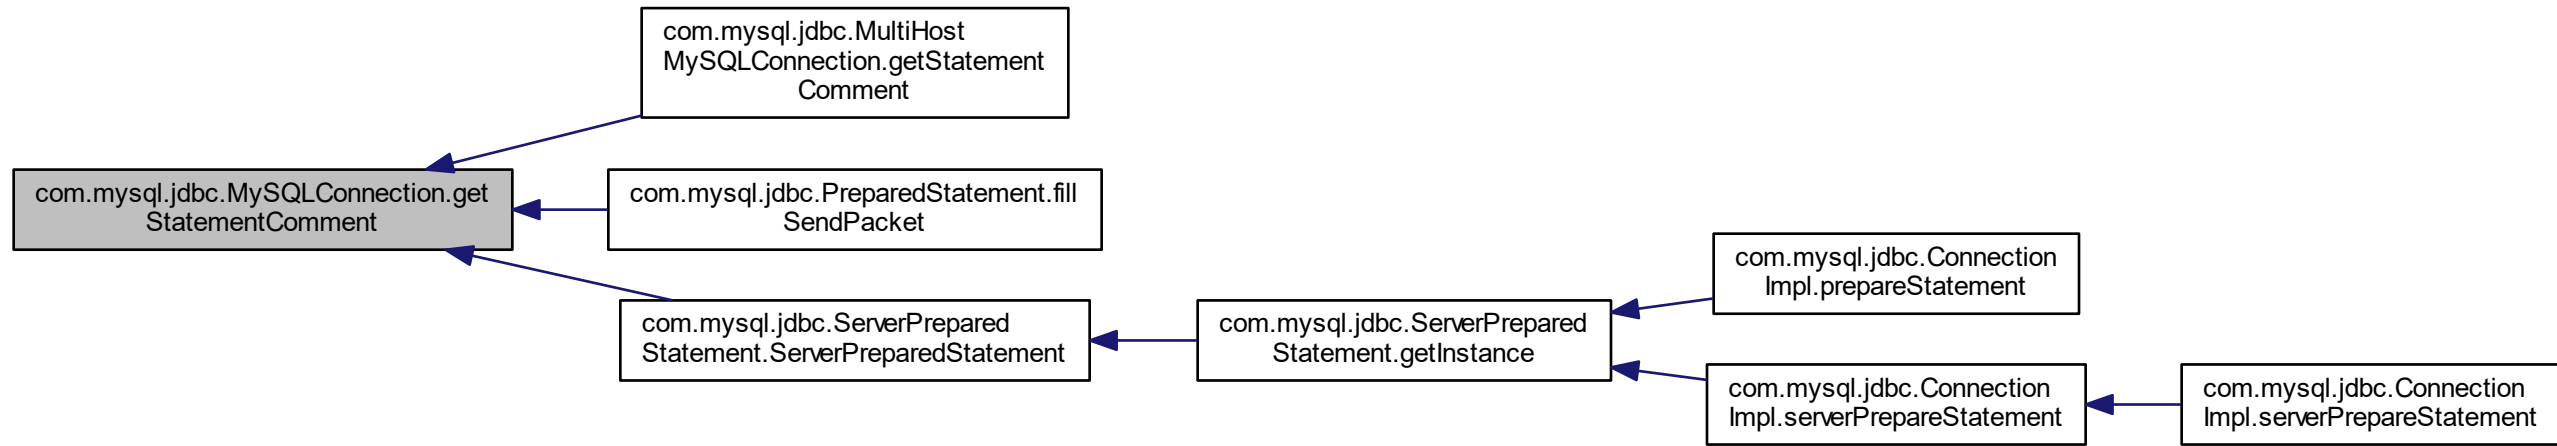 com.mysql.jdbc.MultiHost
MySQLConnection.getStatement
Comment
com.mysql.jdbc.MySQLConnection.get
StatementComment
com.mysql.jdbc.PreparedStatement.fill
SendPacket
com.mysql.jdbc.ServerPrepared
Statement.ServerPreparedStatement
com.mysql.jdbc.ServerPrepared
Statement.getInstance
com.mysql.jdbc.Connection
Impl.prepareStatement
com.mysql.jdbc.Connection
Impl.serverPrepareStatement
com.mysql.jdbc.Connection
Impl.serverPrepareStatement